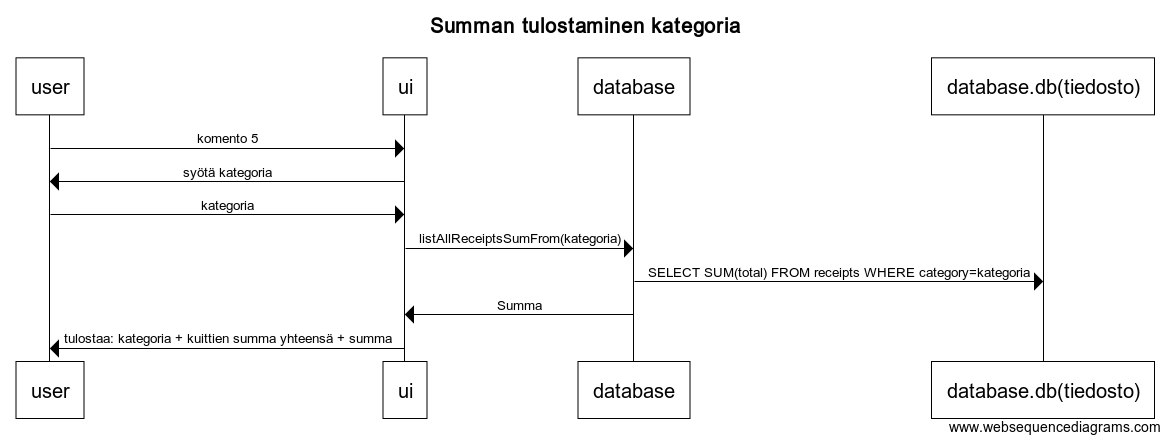 Summan tulostaminen kategoria
user
ui
database
database.db(tiedosto)
komento 5
syötä kategoria
kategoria
listAllReceiptsSumFrom(kategoria)
SELECT SUM(total) FROM receipts WHERE category=kategoria
Summa
tulostaa: kategoria + kuittien summa yhteensä + summa
user
ui
database
database.db(tiedosto)
www.websequencediagrams.com